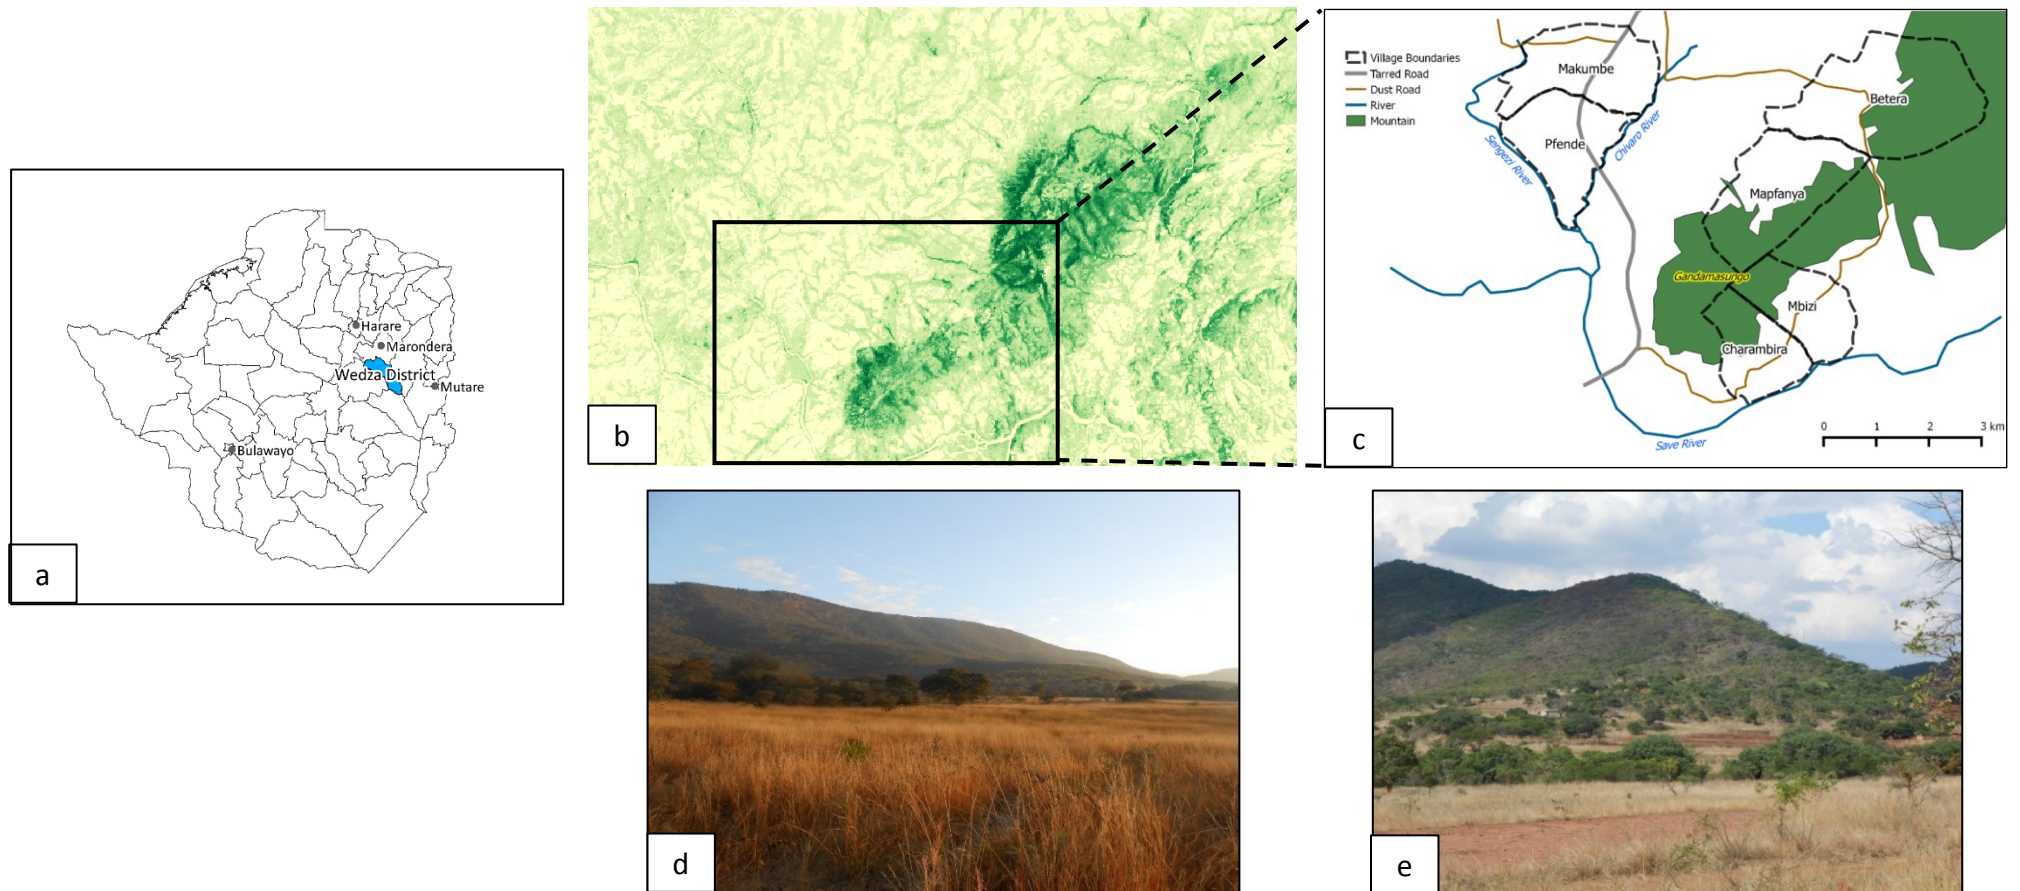 a
Harare
Marondera
Wedza District
Mutare
Bulawayo
b
c
Village Boundaries
Tarred Road
Dust Road
River
Mountain
Makumbe
Betera
Pfende
Chivaro River
Sengezi River
Mapfanya
Gandamasungo
Mbizi
Charambira
Save River
0 1 2 3 km
d
e